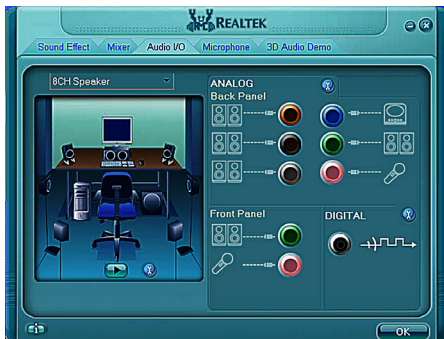 REALTEK
Sound Effect
Mixer
Audio I/O
Microphone
3D Audio Demo
8CH Speaker
ANALOG
Back Panel
Front Panel
DIGITAL
OK